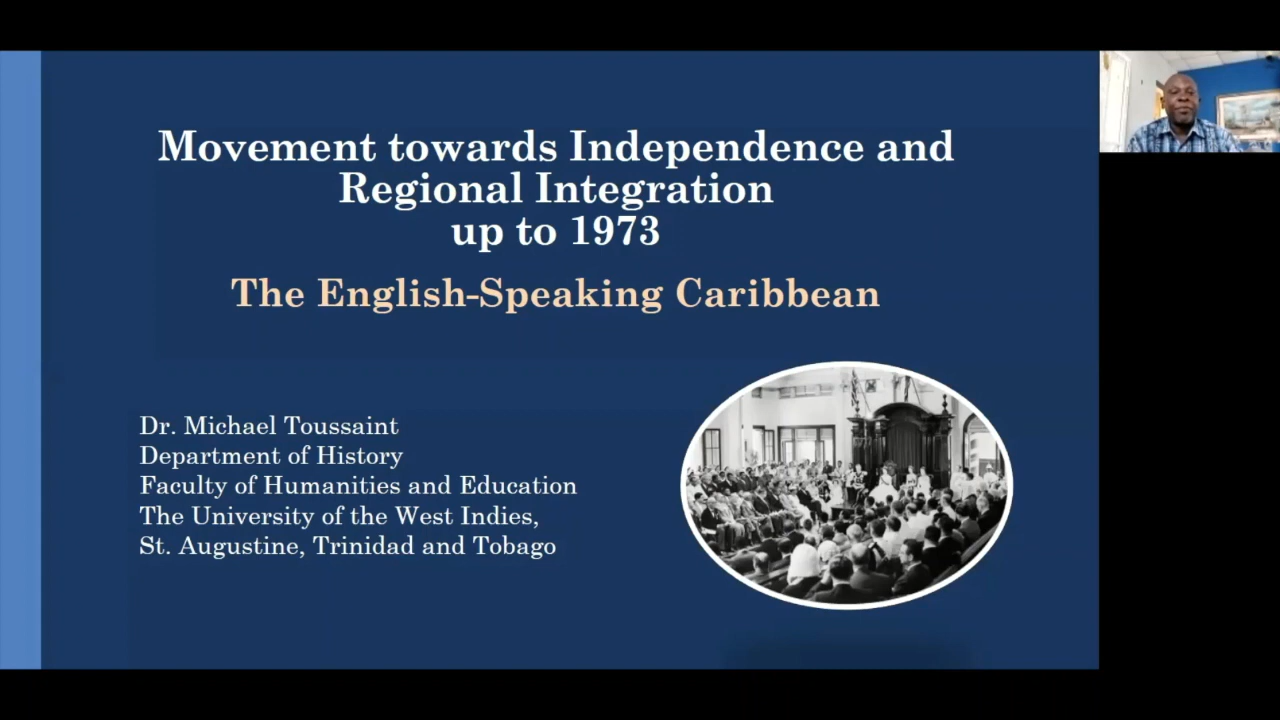 Movement towards Independence and
Regional Integration
up to 1973
The English-Speaking Caribbean
Dr. Michael Toussaint
Department of History
Faculty of Humanities and Education
The University of the West Indies,
St. Augustine, Trinidad and Tobago